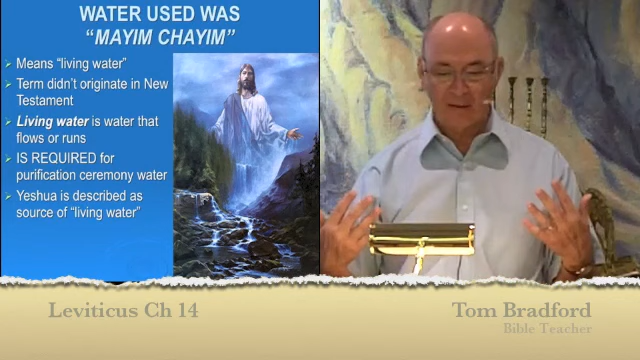 WATER USED WAS
“MAYIM CHAYIM”
Means “living water”
Term didn’t originate in New
Testament
Living water is water that
flows or runs
IS REQUIRED for
purification ceremony water
Yeshua is described as
source of “living water”
Leviticus Ch 14
Tom Bradford
Bible Teacher